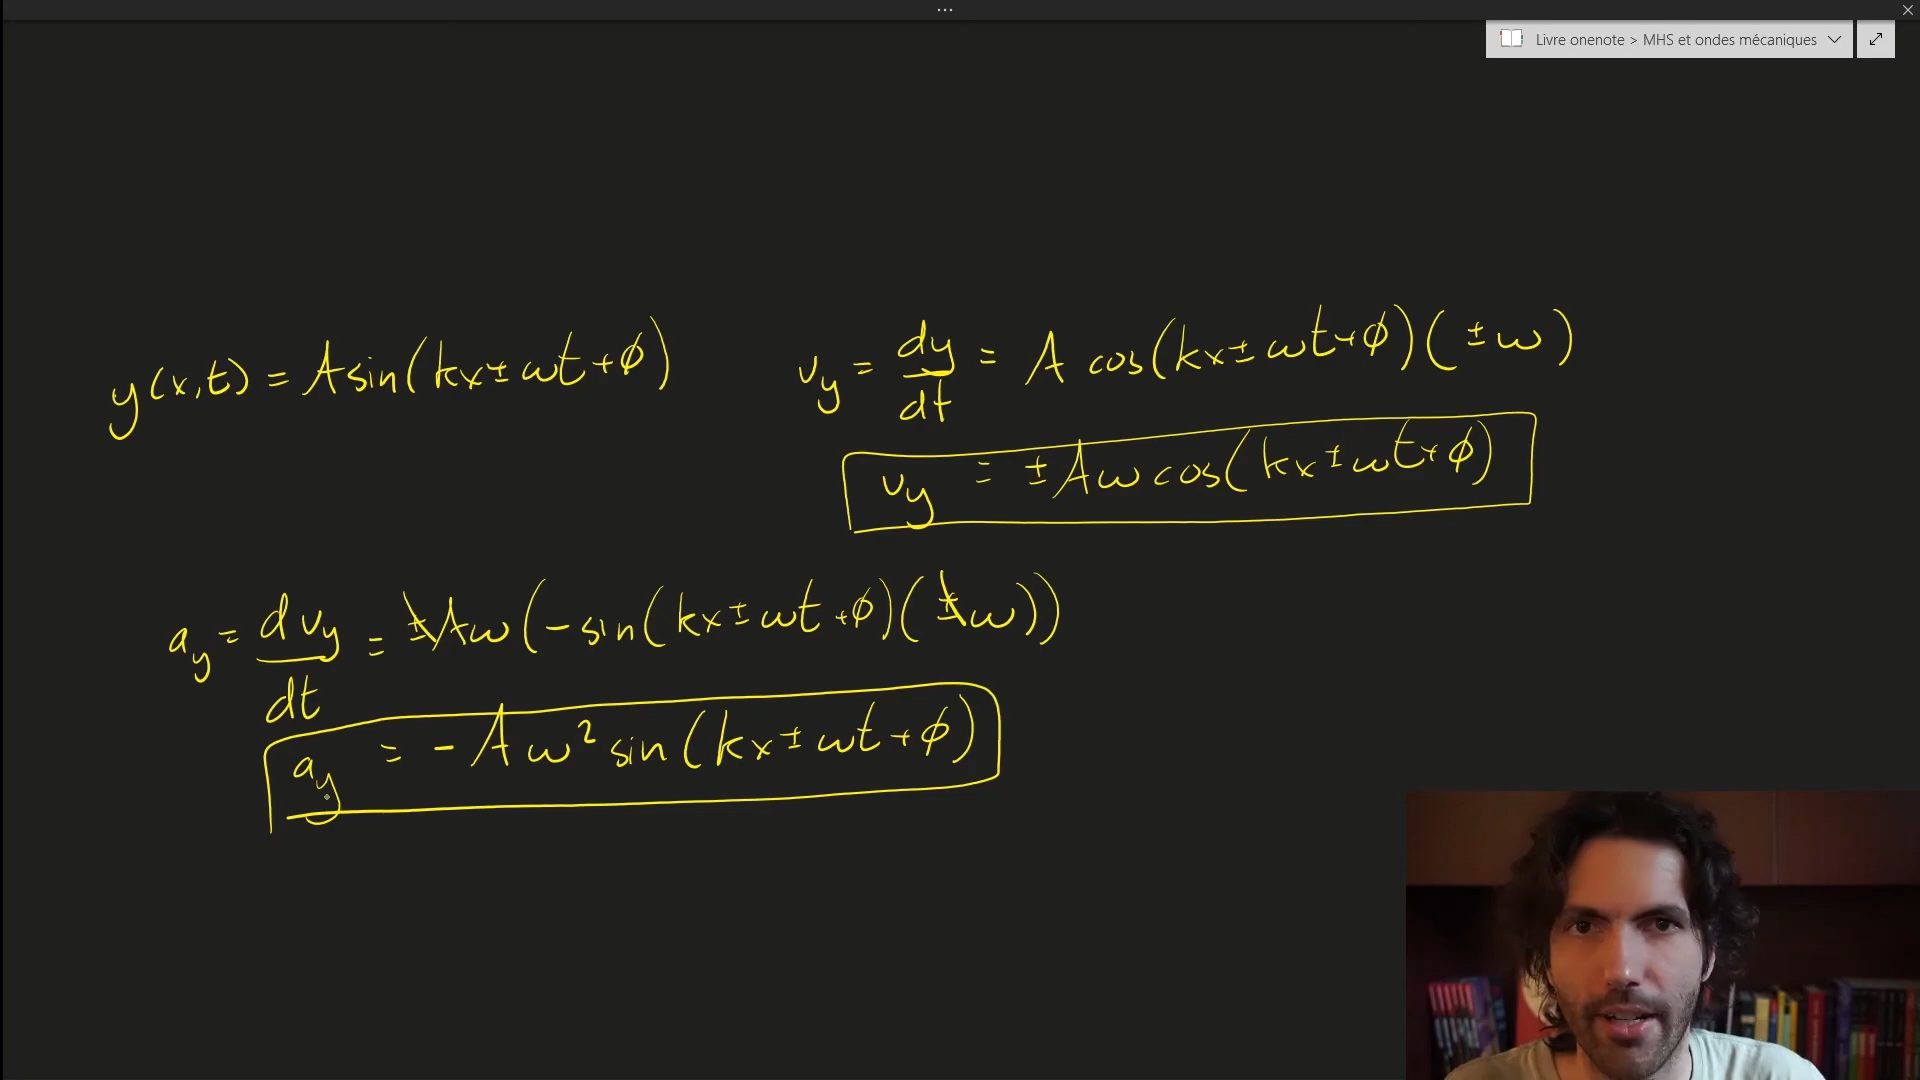 ...
Livre onenote > MHS et ondes mécaniques
y(x,t) = A sin(kx ± ωt + ϕ)
v_y = dy/dt = A cos(kx ± ωt + ϕ)(±ω)
v_y = ±Aω cos(kx ± ωt + ϕ)
a_y = dv_y/dt = ±Aω(-sin(kx ± ωt + ϕ)(±ω))
a_y = -Aω² sin(kx ± ωt + ϕ)